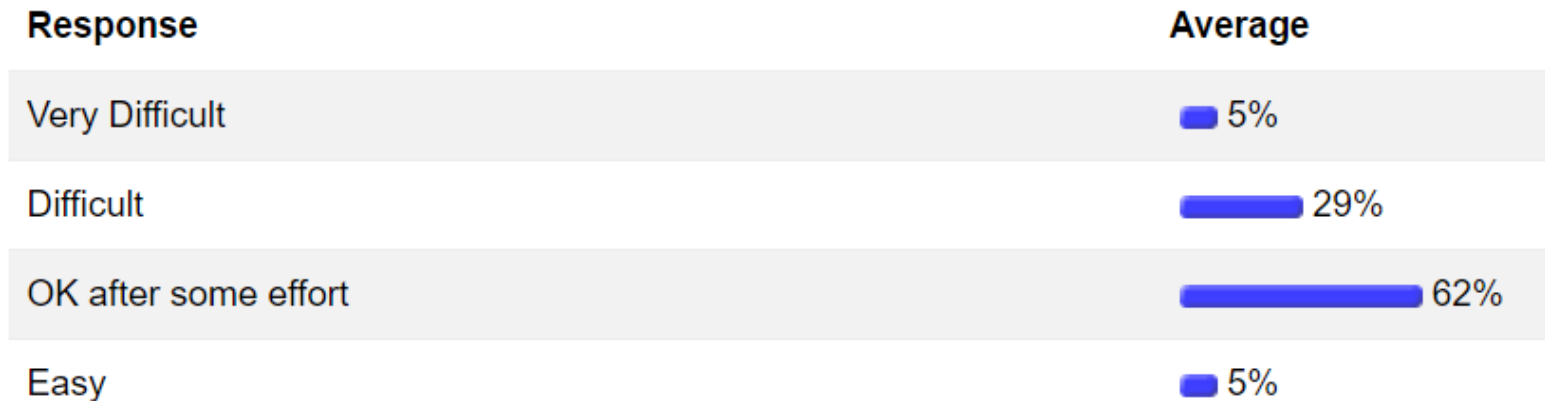 Response Average
Very Difficult 5%
Difficult 29%
OK after some effort 62%
Easy 5%